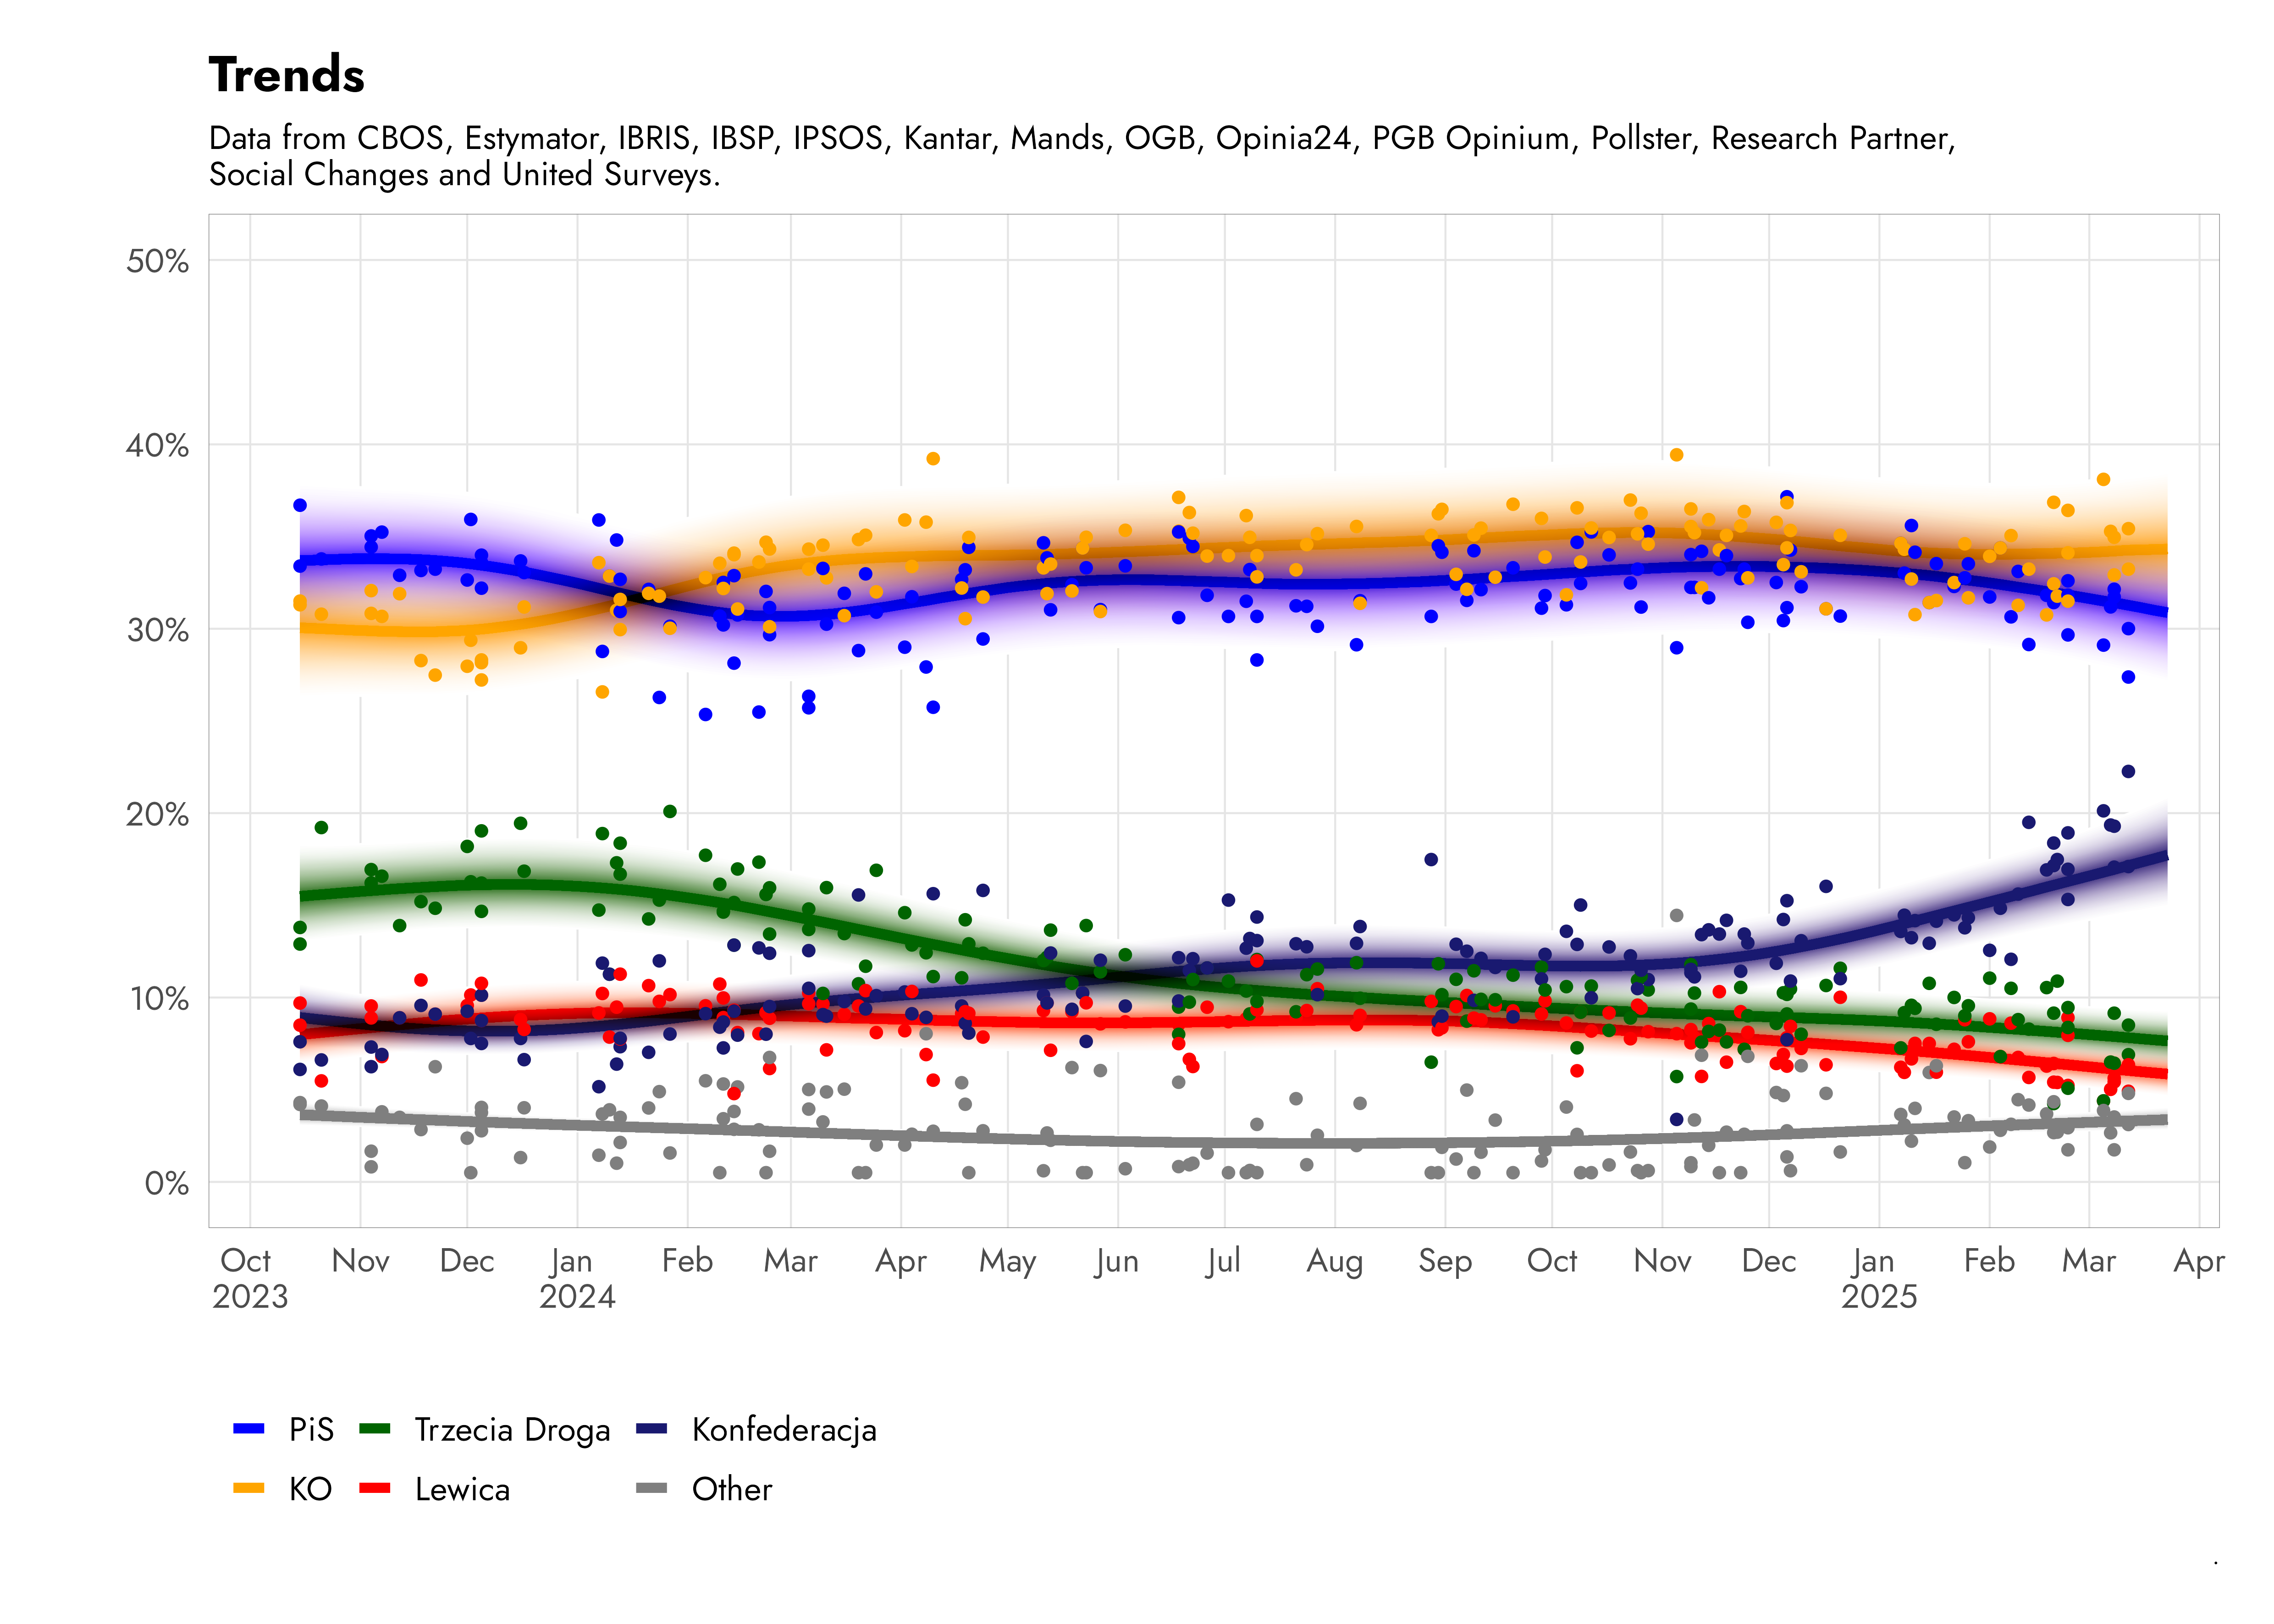 Trends
Data from CBOS, Estymator, IBRIS, IBSP, IPSOS, Kantar, Mands, OGB, Opinia24, PGB Opinium, Pollster, Research Partner,
Social Changes and United Surveys.
50%
40%
30%
20%
10%
0%
Oct Nov Dec Jan Feb Mar Apr May Jun Jul Aug Sep Oct Nov Dec Jan Feb Mar Apr
2023 2024 2025
PiS Trzecia Droga Konfederacja
KO Lewica Other
.